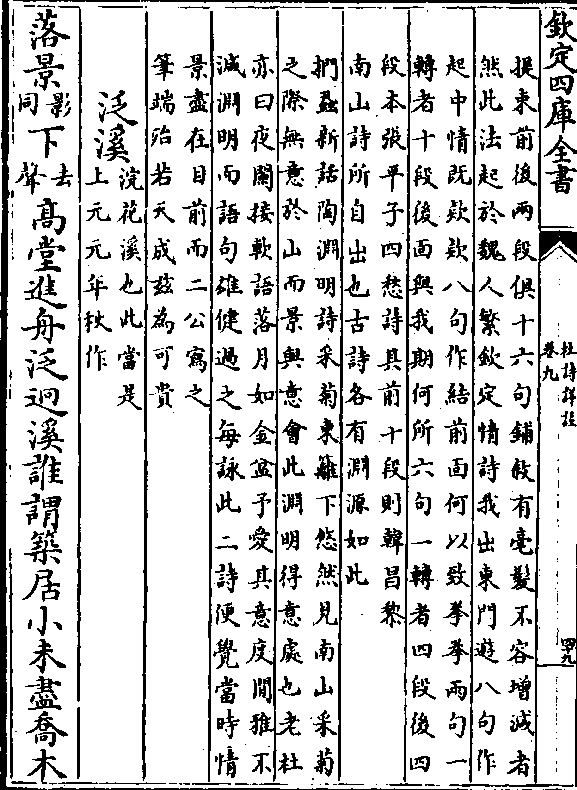 欽定四庫全書
杜詩詳註
卷九
四九
提東前後兩段俱十六句鋪敘有毫髮不容增減者
然此法起於魏人繁欽定情詩我出東門遊八句作
起中情既欵欵八句作結前面何以致拳拳兩句一
轉者十段後面與我期何所六句一轉者四段後四
段本張平子四愁詩其前十段則韓昌黎
南山詩所自出也古詩各有淵源如此
捫蝨新話陶淵明詩采菊東籬下悠然見南山采菊
之際無意於山而景與意會此淵明得意處也老杜
亦曰夜闌接軟語落月如金盆予愛其意度閒雅不
減淵明而語句雄健過之每詠此二詩便覺當時情
景盡在目前而二公寫之
筆端殆若天成茲為可貴
泛溪浣花溪也此當是
上元元年秋作
落景影同下去聲高堂進舟泛迴溪誰謂築居小未盡喬木